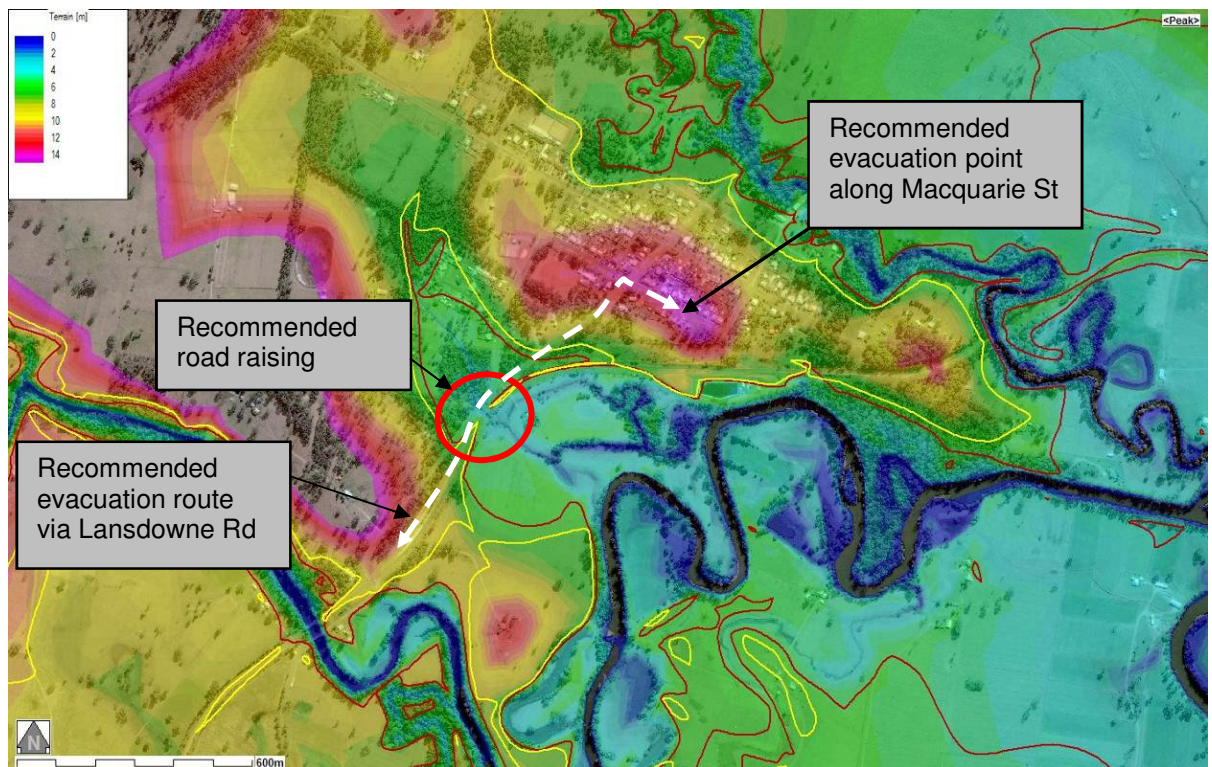 Terrain [m]
0
2
4
6
8
10
12
14
<Peak>
Recommended
evacuation point
along Macquarie St
Recommended
road raising
Recommended
evacuation route
via Lansdowne Rd
N
600m